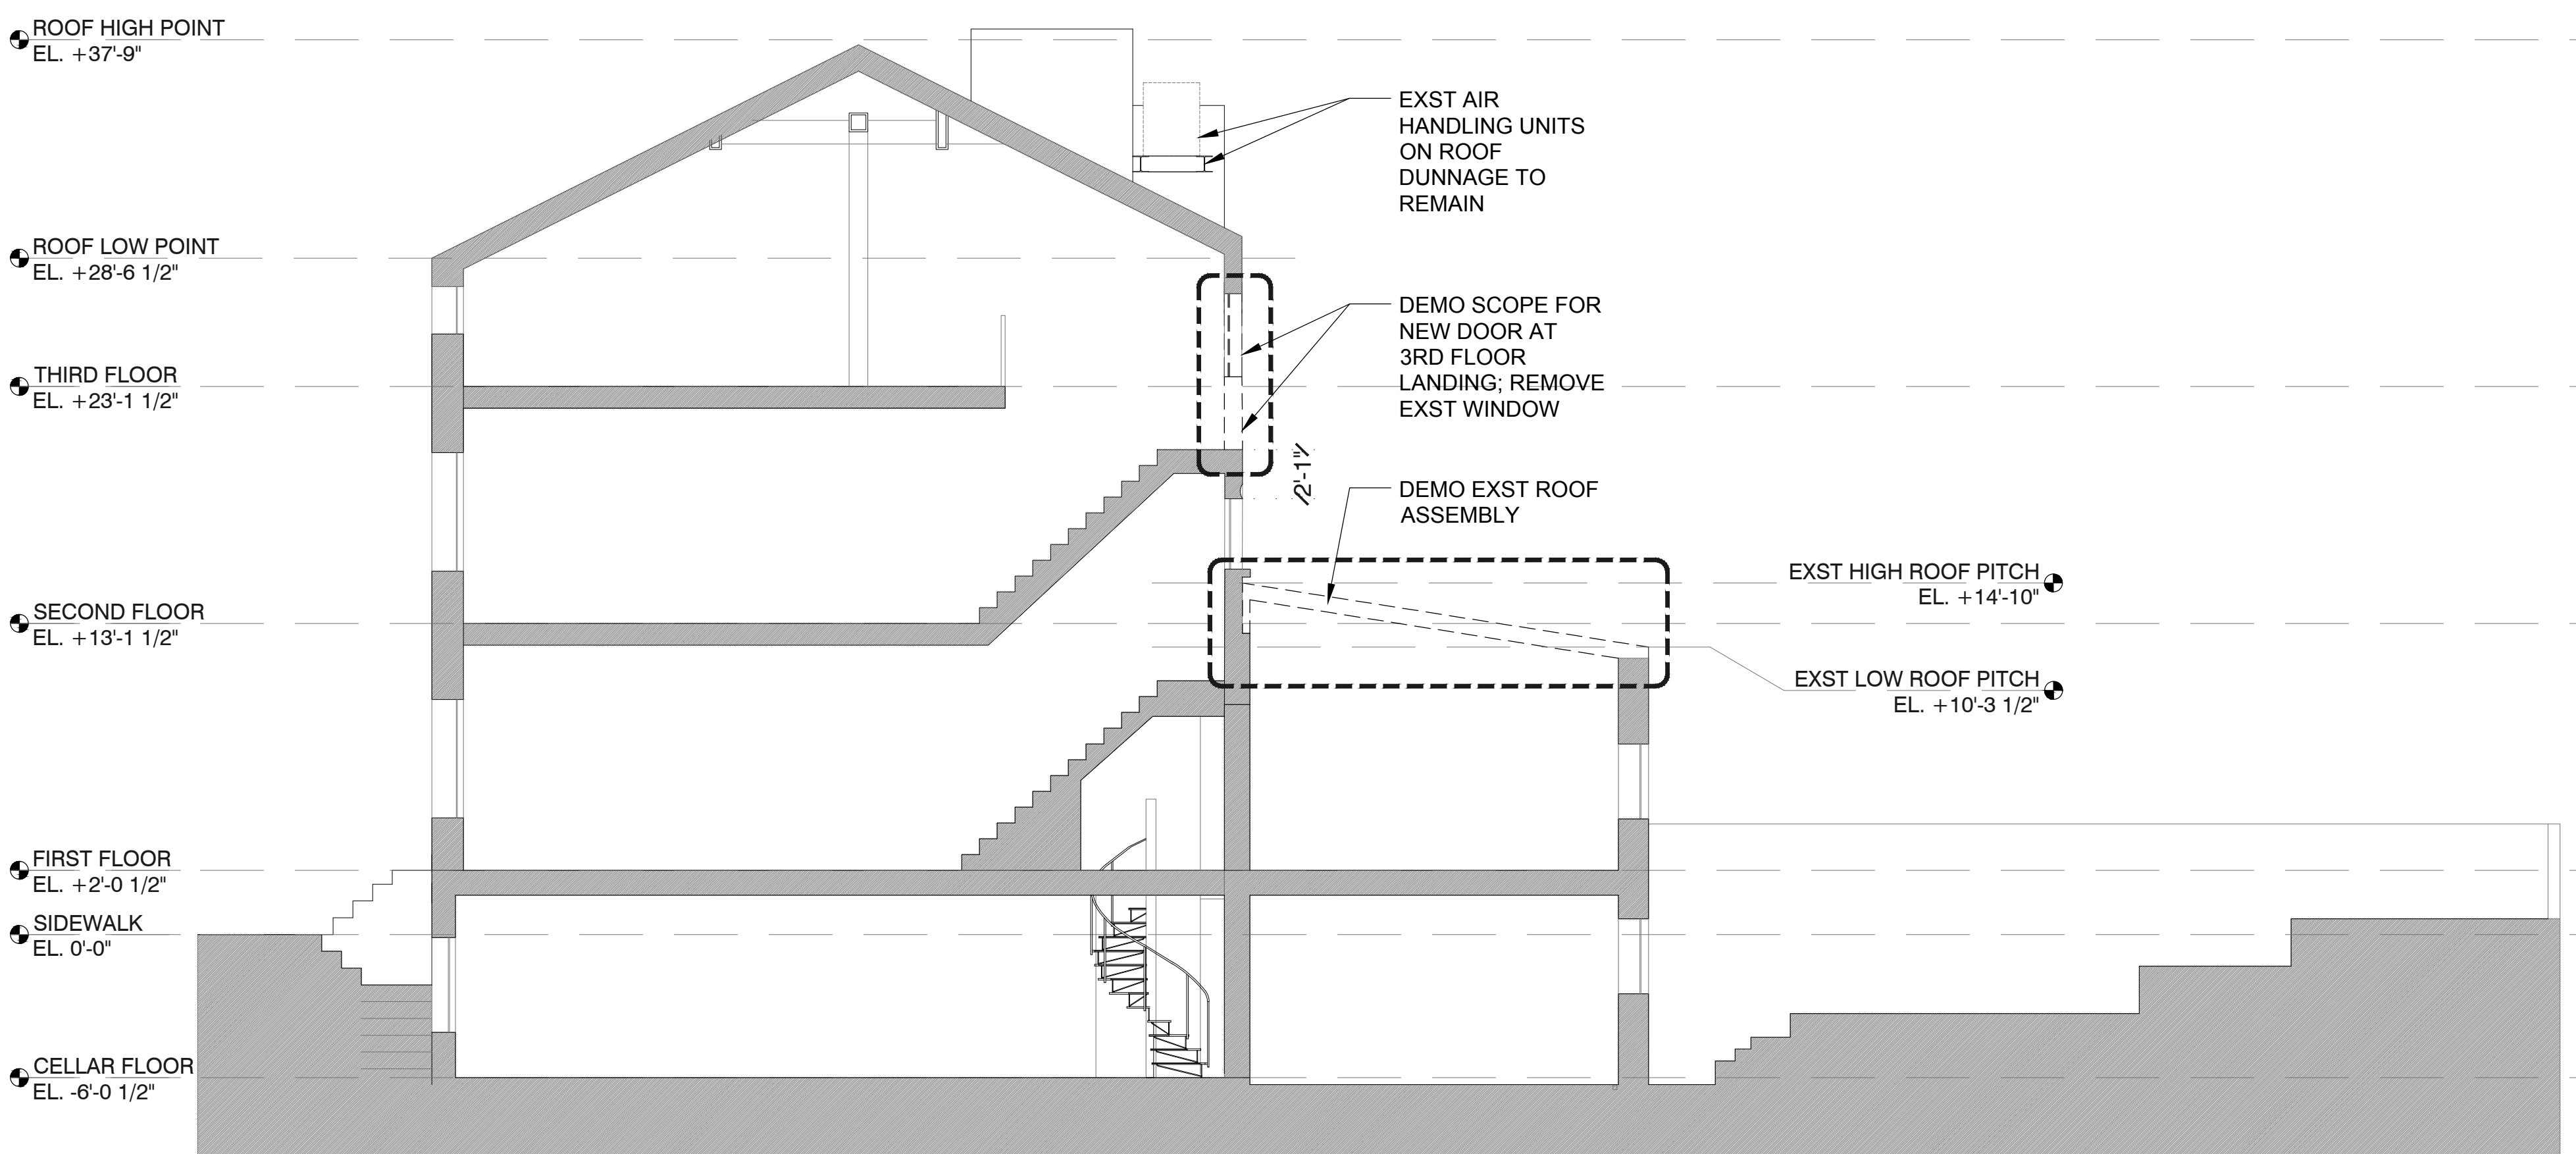 ROOF HIGH POINT
EL. +37'-9"
ROOF LOW POINT
EL. +28'-6 1/2"
THIRD FLOOR
EL. +23'-1 1/2"
SECOND FLOOR
EL. +13'-1 1/2"
FIRST FLOOR
EL. +2'-0 1/2"
SIDEWALK
EL. 0'-0"
CELLAR FLOOR
EL. -6'-0 1/2"
EXST AIR
HANDLING UNITS
ON ROOF
DUNNAGE TO
REMAIN
DEMO SCOPE FOR
NEW DOOR AT
3RD FLOOR
LANDING; REMOVE
EXST WINDOW
2'-1"
DEMO EXST ROOF
ASSEMBLY
EXST HIGH ROOF PITCH
EL. +14'-10"
EXST LOW ROOF PITCH
EL. +10'-3 1/2"